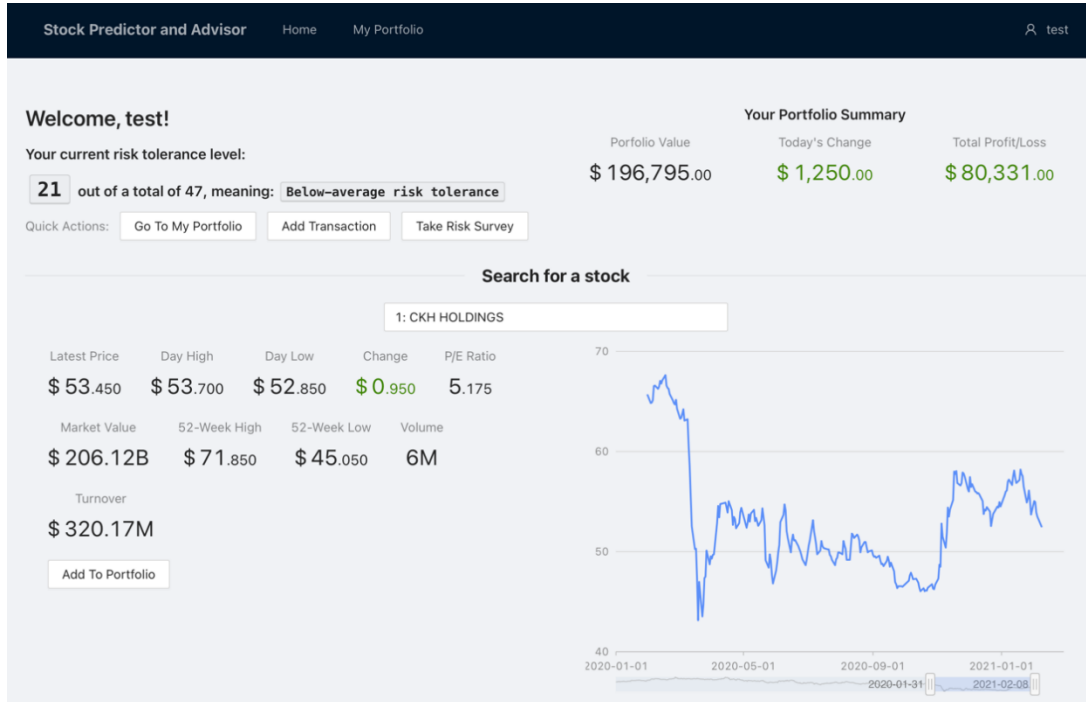 Stock Predictor and Advisor Home My Portfolio test
Welcome, test!
Your current risk tolerance level:
21 out of a total of 47, meaning: Below-average risk tolerance
Quick Actions: Go To My Portfolio Add Transaction Take Risk Survey
Your Portfolio Summary
Porfolio Value Today's Change Total Profit/Loss
$ 196,795.00 $ 1,250.00 $ 80,331.00
Search for a stock
1: CKH HOLDINGS
Latest Price Day High Day Low Change P/E Ratio
$ 53.450 $ 53.700 $ 52.850 $ 0.950 5.175
Market Value 52-Week High 52-Week Low Volume
$ 206.12B $ 71.850 $ 45.050 6M
Turnover
$ 320.17M
Add To Portfolio
70
60
50
40
2020-01-01 2020-05-01 2020-09-01 2021-01-01
2020-01-31 2021-02-08